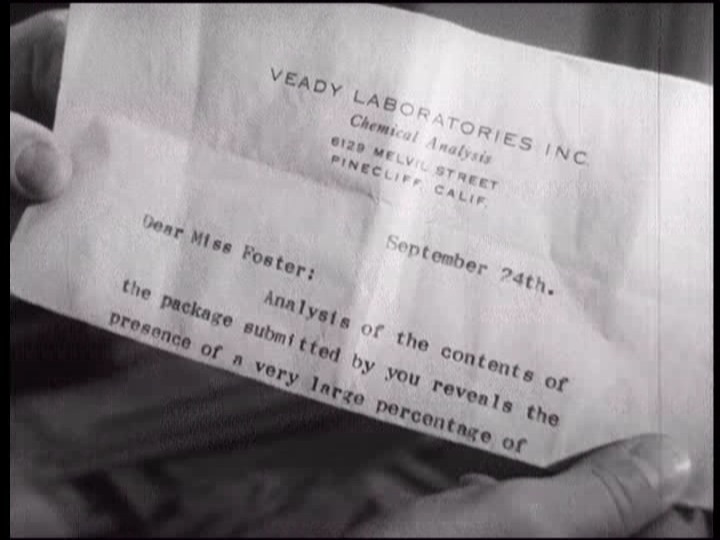 VEADY LABORATORIES INC.
Chemical Analysis
6129 MELVIL STREET
PINECLIFF, CALIF.
September 24th.
Dear Miss Foster:
Analysis of the contents of
the package submitted by you reveals the
presence of a very large percentage of